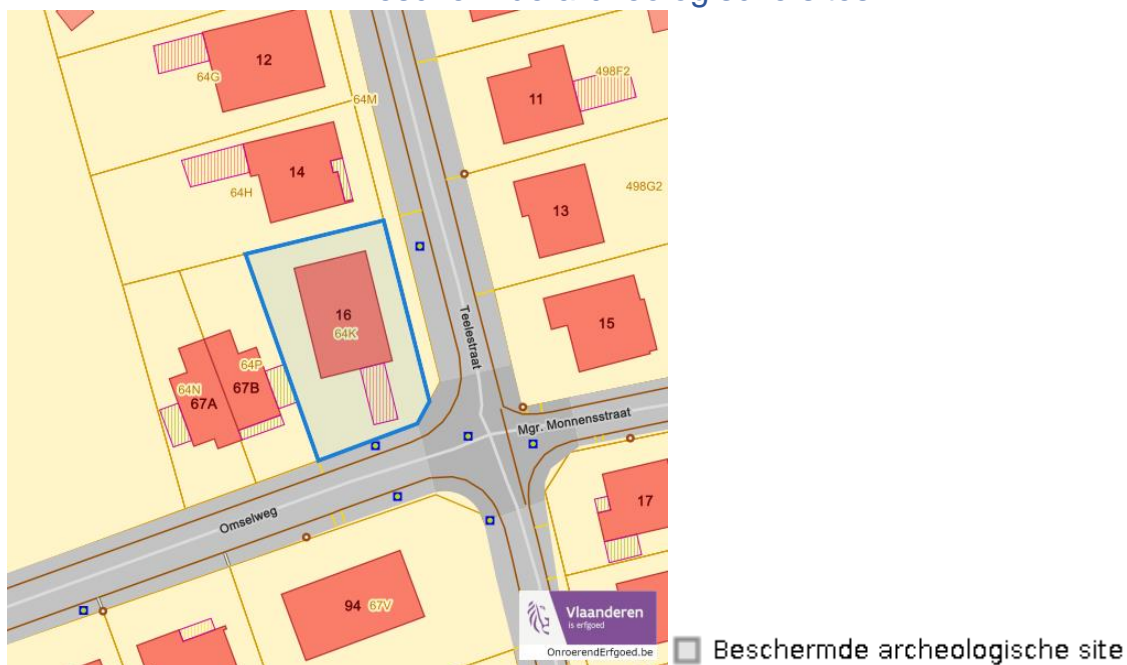 12
64G
64M
11
498F2
14
64H
13
498G2
16
64K
Teelestraat
15
64P
64N
67B
67A
Mgr. Monnensstraat
Omselweg
17
94 67V
Vlaanderen
is erfgoed
OnroerendErfgoed.be
Beschermde archeologische site